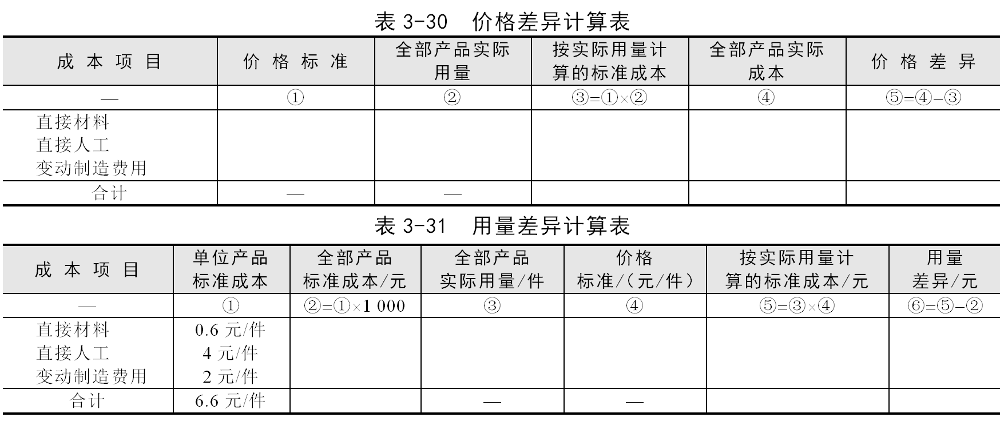 表 3-30 价格差异计算表
成 本 项 目 价 格 标 准 全部产品实际用量 按实际用量计算的标准成本 全部产品实际成本 价 格 差 异
— ① ② ③=①×② ④ ⑤=④-③
直接材料
直接人工
变动制造费用
合计 — —
表 3-31 用量差异计算表
成 本 项 目 单位产品标准成本 全部产品标准成本/元 全部产品实际用量/件 价格标准/(元/件) 按实际用量计算的标准成本/元 用量差异/元
— ① ②=①×1 000 ③ ④ ⑤=③×④ ⑥=⑤-②
直接材料 0.6 元/件
直接人工 4 元/件
变动制造费用 2 元/件
合计 6.6 元/件 — —